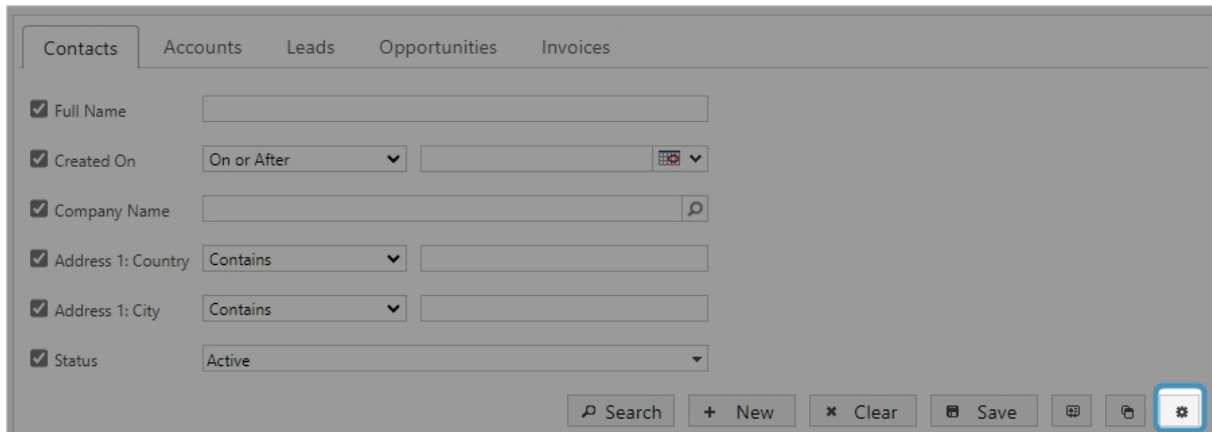 Contacts Accounts Leads Opportunities Invoices
Full Name
Created On On or After
Company Name
Address 1: Country Contains
Address 1: City Contains
Status Active
Search + New × Clear Save